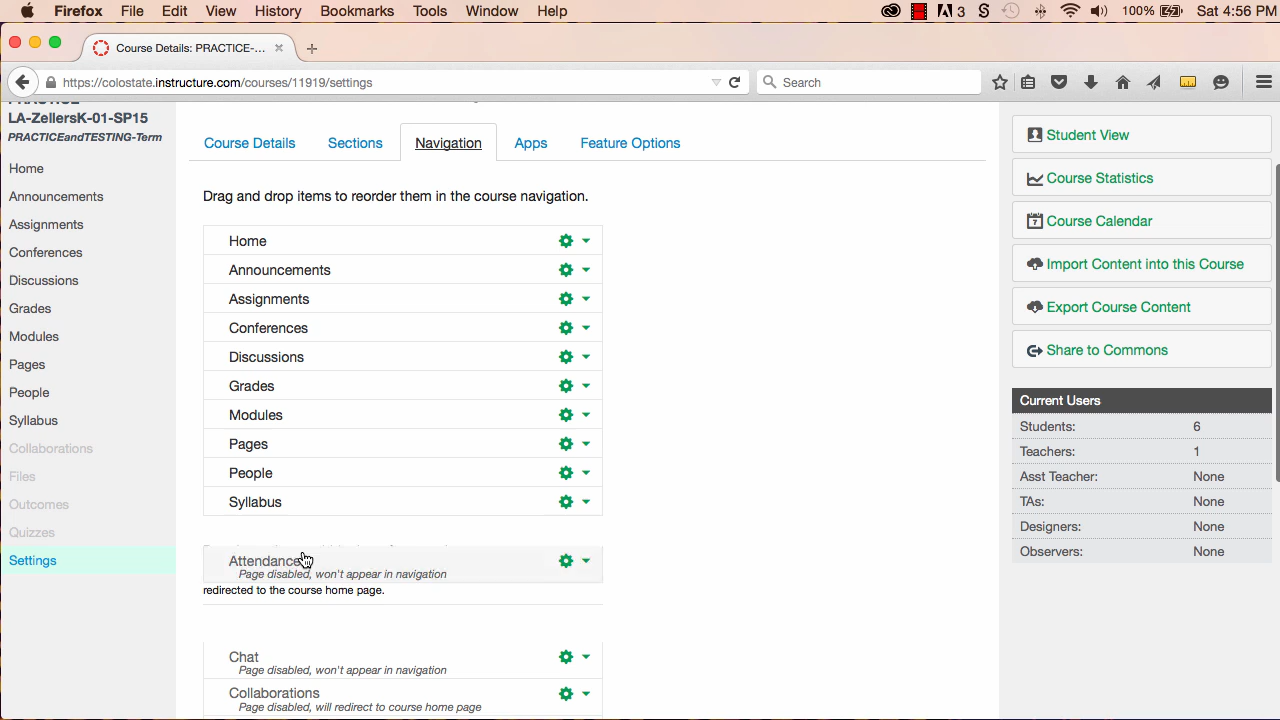 Firefox File Edit View History Bookmarks Tools Window Help 3 100% Sat 4:56 PM
Course Details: PRACTICE-...
https://colostate.instructure.com/courses/11919/settings Search
LA-ZellersK-01-SP15
PRACTICEandTESTING-Term
Home
Announcements
Assignments
Conferences
Discussions
Grades
Modules
Pages
People
Syllabus
Collaborations
Files
Outcomes
Quizzes
Settings
Course Details Sections Navigation Apps Feature Options
Drag and drop items to reorder them in the course navigation.
Home
Announcements
Assignments
Conferences
Discussions
Grades
Modules
Pages
People
Syllabus
Attendance
Page disabled, won't appear in navigation
redirected to the course home page.
Chat
Page disabled, won't appear in navigation
Collaborations
Page disabled, will redirect to course home page
Student View
Course Statistics
7 Course Calendar
Import Content into this Course
Export Course Content
Share to Commons
Current Users
Students: 6
Teachers: 1
Asst Teacher: None
TAs: None
Designers: None
Observers: None